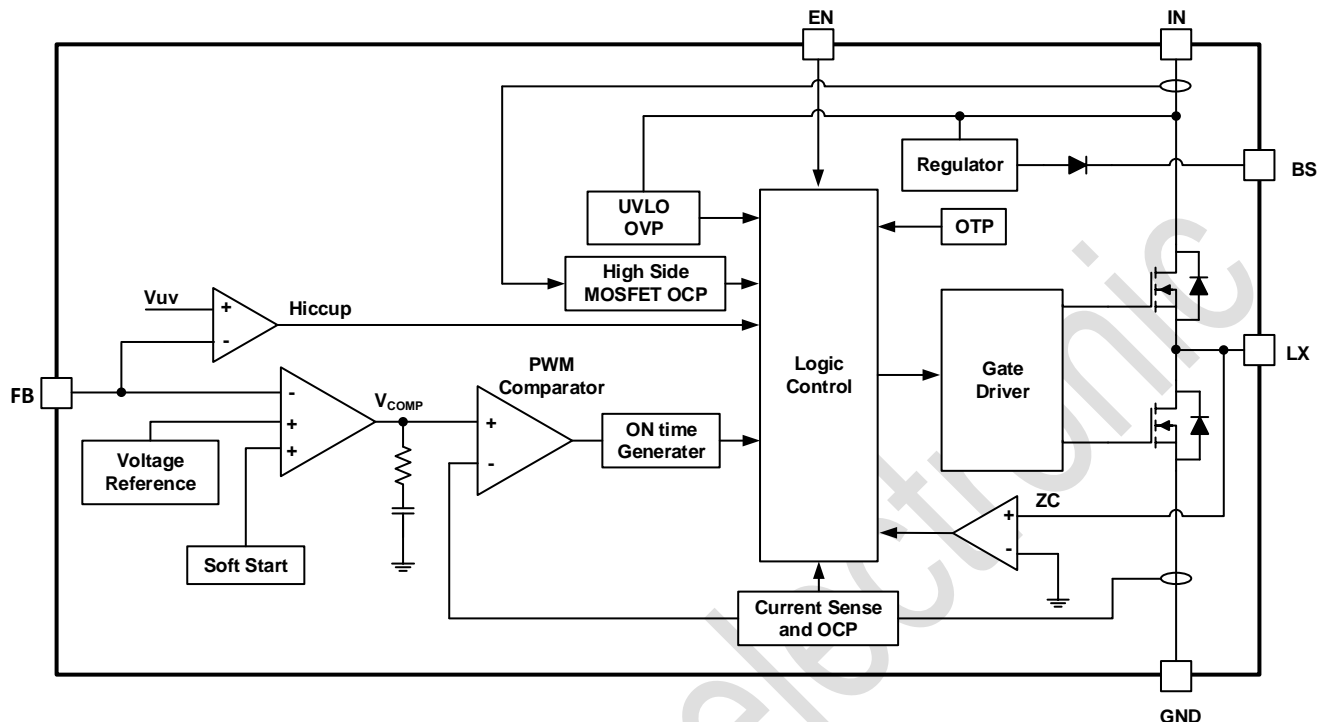 EN
IN
Regulator
BS
UVLO
OVP
OTP
High Side
MOSFET OCP
Vuv
+
-
Hiccup
Logic
Control
Gate
Driver
LX
FB
PWM
Comparator
VCOMP
-
+
+
+
-
ON time
Generater
Voltage
Reference
Soft Start
ZC
+
-
Current Sense
and OCP
GND
electronic